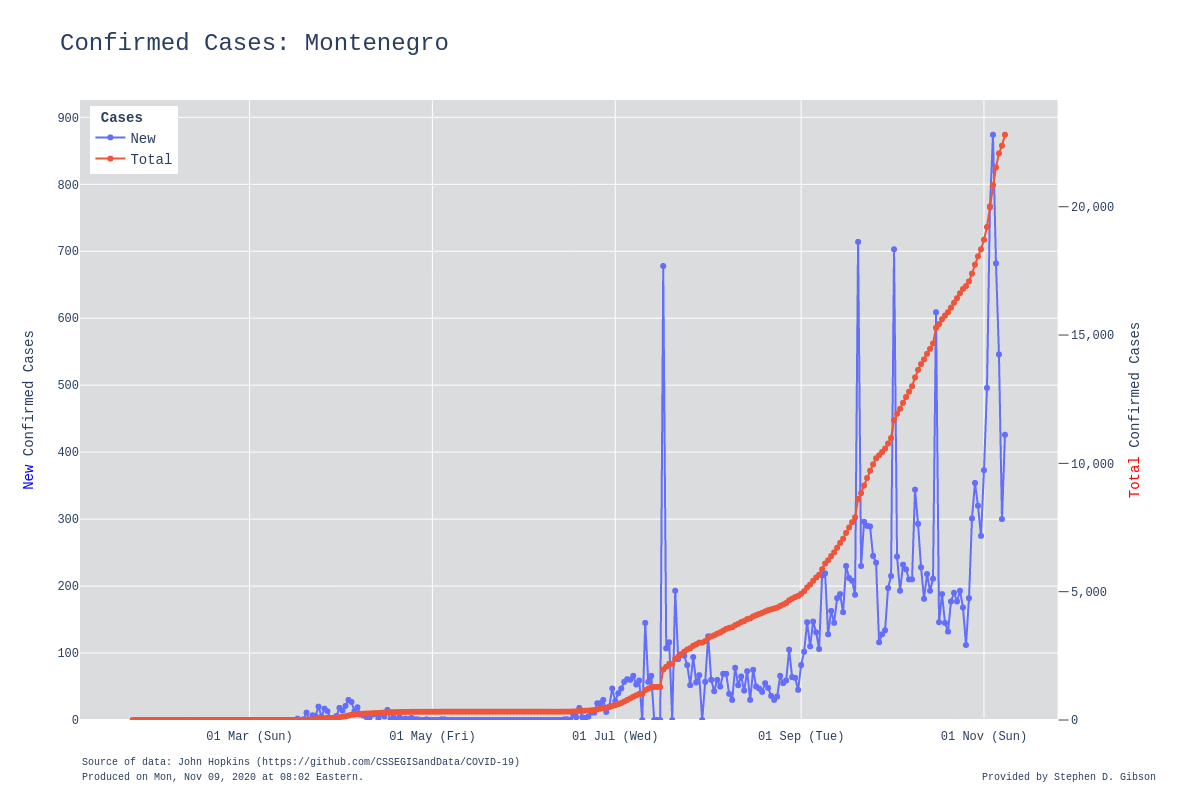 Confirmed Cases: Montenegro
Cases
New
Total
900
800
700
600
500
400
300
200
100
0
New Confirmed Cases
20,000
15,000
10,000
5,000
0
Total Confirmed Cases
01 Mar (Sun)
01 May (Fri)
01 Jul (Wed)
01 Sep (Tue)
01 Nov (Sun)
Source of data: John Hopkins (https://github.com/CSSEGISandData/COVID-19)
Produced on Mon, Nov 09, 2020 at 08:02 Eastern.
Provided by Stephen D. Gibson